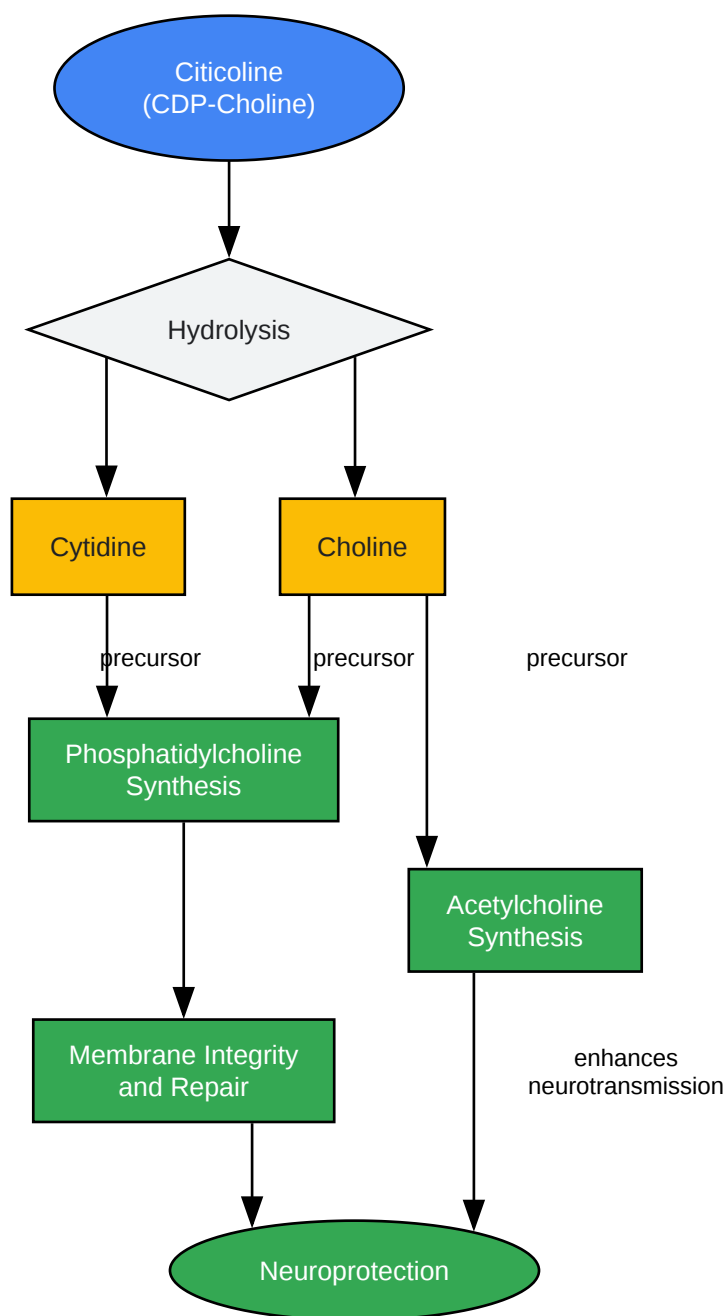 Citicoline
(CDP-Choline)
Hydrolysis
Cytidine
Choline
precursor
precursor
precursor
Phosphatidylcholine
Synthesis
Acetylcholine
Synthesis
Membrane Integrity
and Repair
enhances
neurotransmission
Neuroprotection